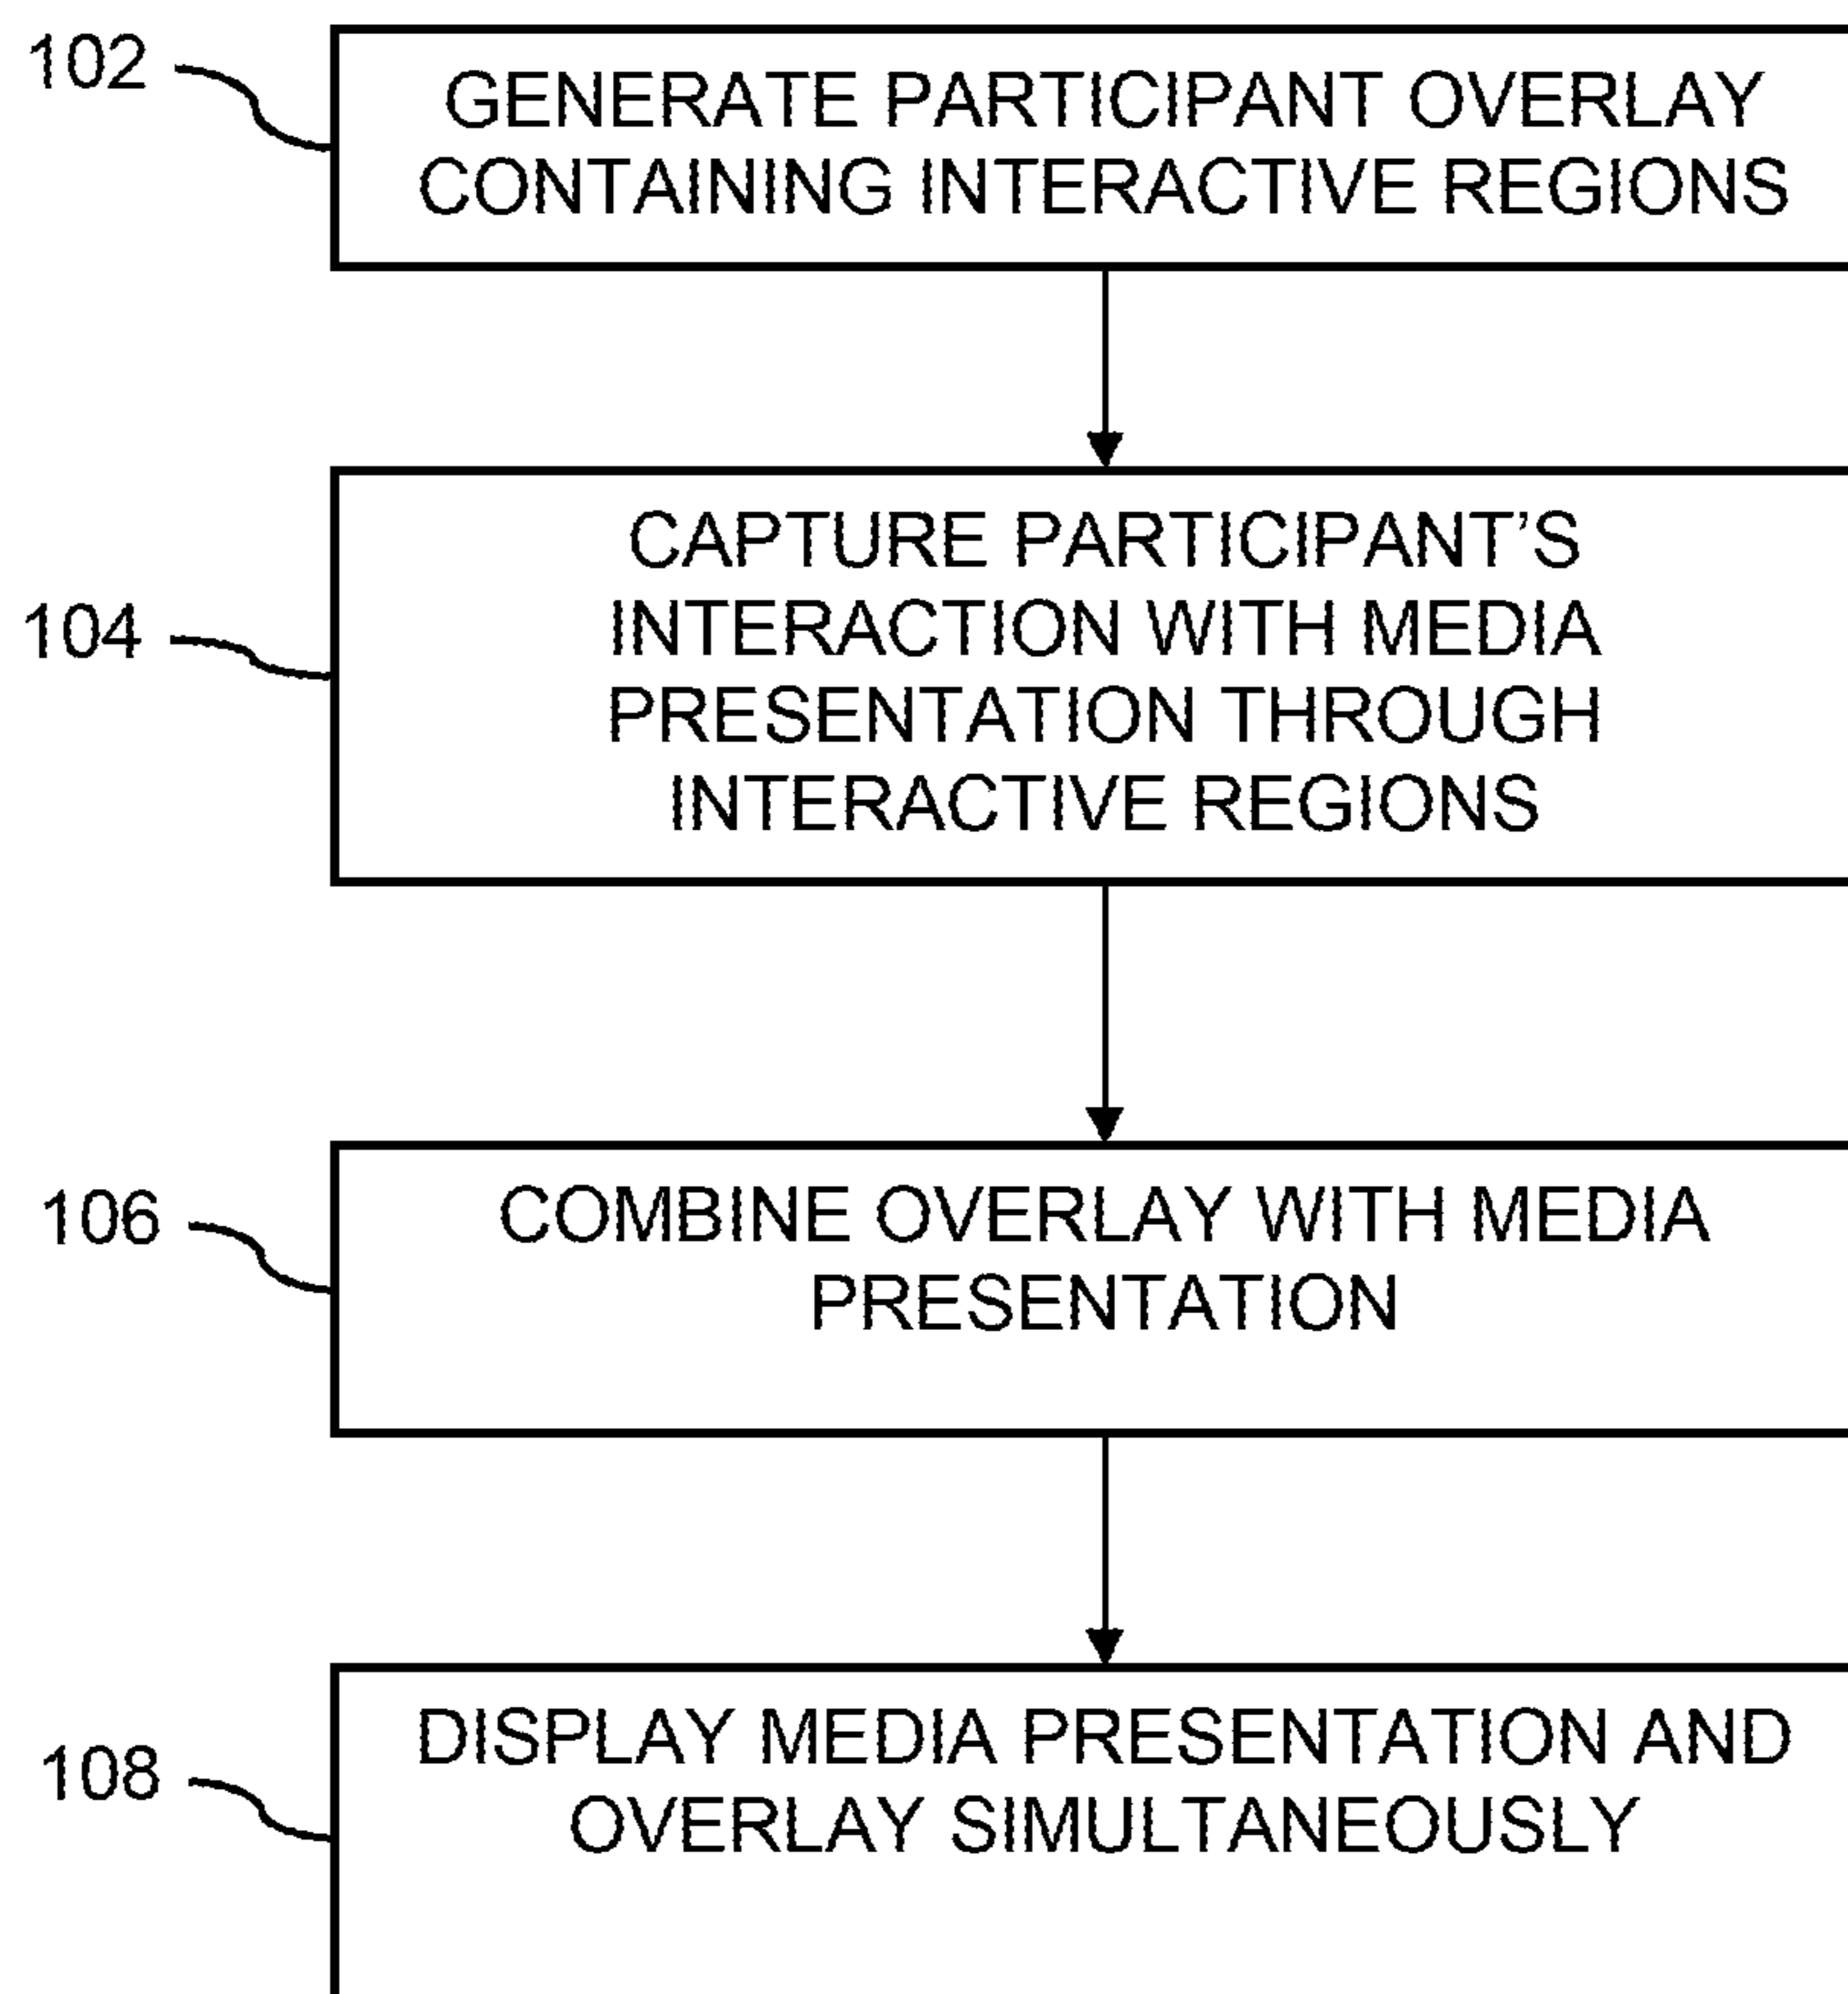 102
GENERATE PARTICIPANT OVERLAY
CONTAINING INTERACTIVE REGIONS
104
CAPTURE PARTICIPANT'S
INTERACTION WITH MEDIA
PRESENTATION THROUGH
INTERACTIVE REGIONS
106
COMBINE OVERLAY WITH MEDIA
PRESENTATION
108
DISPLAY MEDIA PRESENTATION AND
OVERLAY SIMULTANEOUSLY